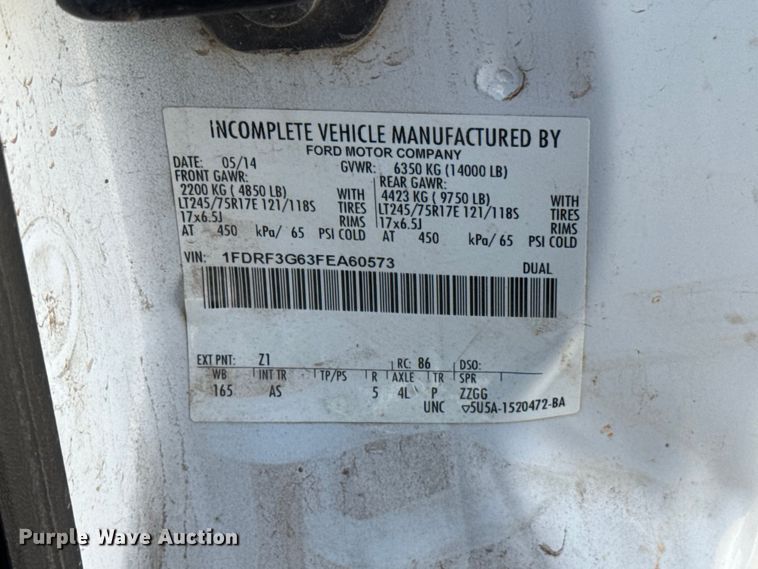 INCOMPLETE VEHICLE MANUFACTURED BY
FORD MOTOR COMPANY
DATE: 05/14 GVWR: 6350 KG (14000 LB)
FRONT GAWR: REAR GAWR:
2200 KG ( 4850 LB) WITH 4423 KG ( 9750 LB) WITH
LT245/75R17E 121/118S TIRES LT245/75R17E 121/118S TIRES
17x6.5J RIMS 17x6.5J RIMS
AT 450 kPa/ 65 PSI COLD AT 450 kPa/ 65 PSI COLD
VIN: 1FDRF3G63FEA60573 DUAL
EXT PNT: Z1 RC: 86 DSO:
WB INT TR TP/PS R AXLE TR SPR
165 AS 5 4L P ZZGG
UNC ▽5U5A-1520472-BA
Purple Wave Auction